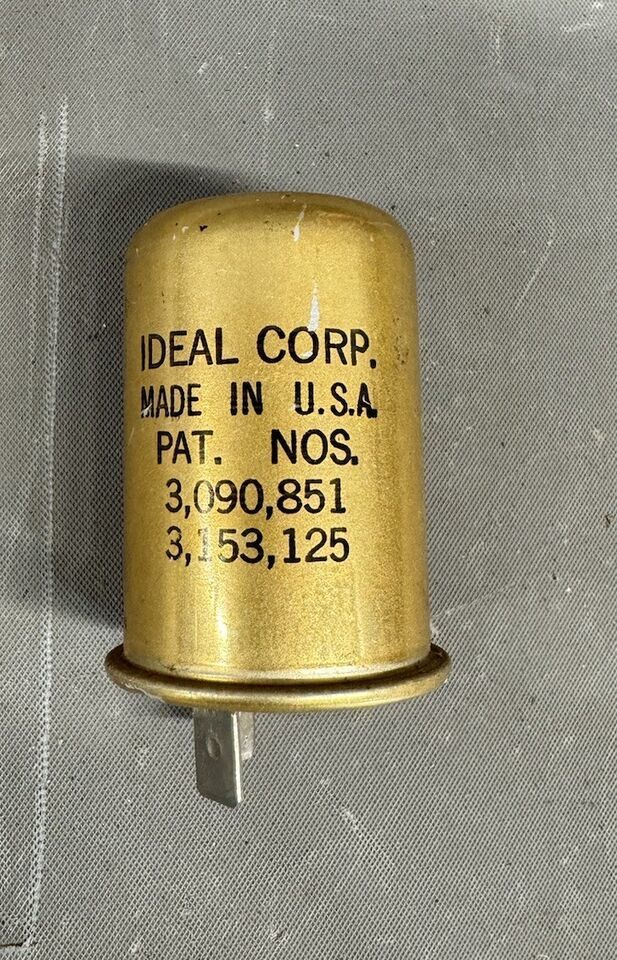 IDEAL CORP.
MADE IN U.S.A.
PAT. NOS.
3,090,851
3,153,125